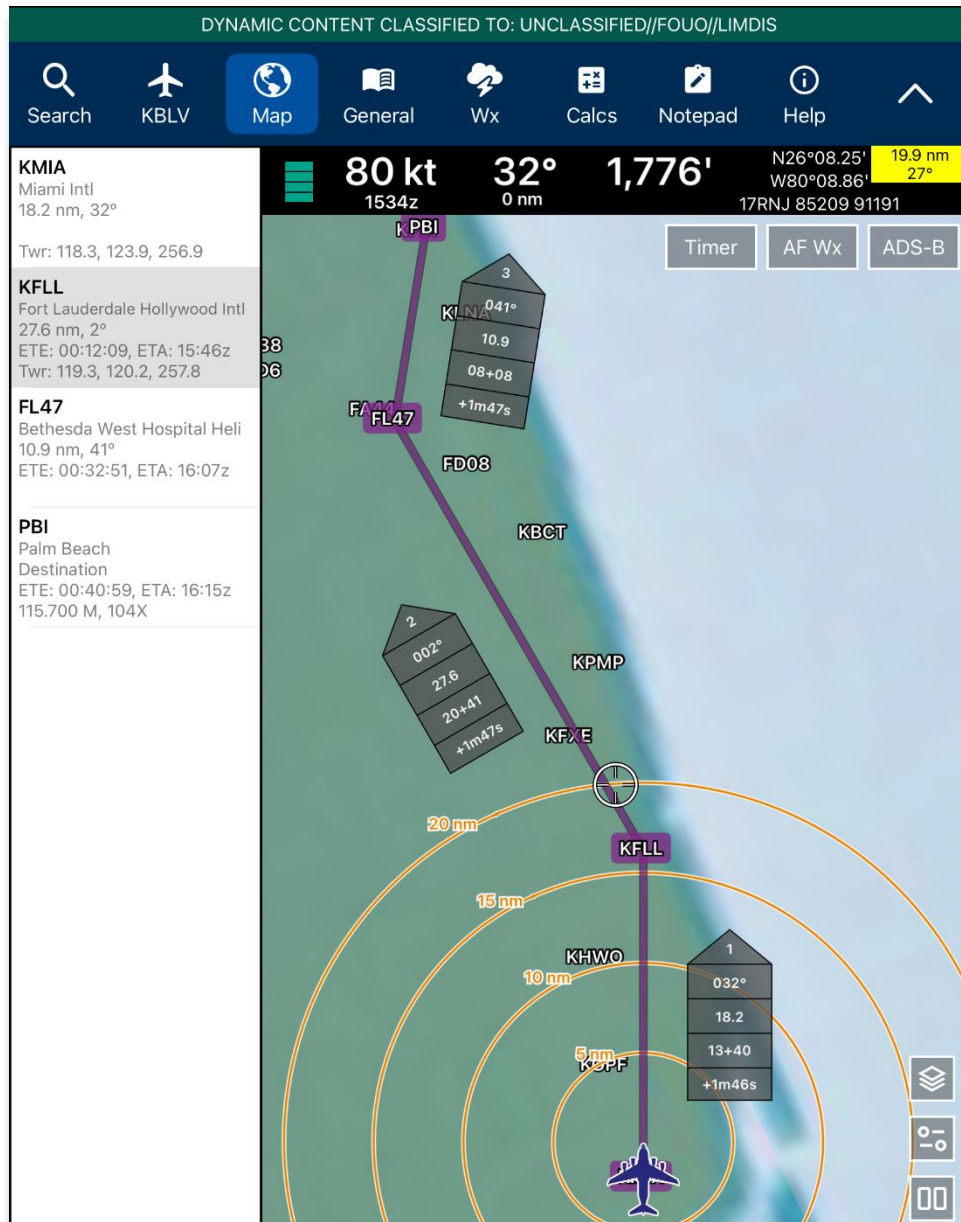 DYNAMIC CONTENT CLASSIFIED TO: UNCLASSIFIED//FOUO//LIMDIS
Search
KBLV
Map
General
Wx
Calcs
Notepad
Help
KMIA
Miami Intl
18.2 nm, 32°
Twr: 118.3, 123.9, 256.9
KFLL
Fort Lauderdale Hollywood Intl
27.6 nm, 2°
ETE: 00:12:09, ETA: 15:46z
Twr: 119.3, 120.2, 257.8
FL47
Bethesda West Hospital Heli
10.9 nm, 41°
ETE: 00:32:51, ETA: 16:07z
PBI
Palm Beach
Destination
ETE: 00:40:59, ETA: 16:15z
115.700 M, 104X
80 kt
1534z
32°
0 nm
1,776'
N26°08.25'
W80°08.86'
17RNJ 85209 91191
19.9 nm
27°
Timer
AF Wx
ADS-B
PBI
3
041°
10.9
08+08
+1m47s
38
06
FL47
FD08
KBCT
2
002°
27.6
20+41
+1m47s
KPMP
KFXE
20 nm
KFLL
15 nm
KHWO
10 nm
1
032°
18.2
13+40
+1m46s
5 nm